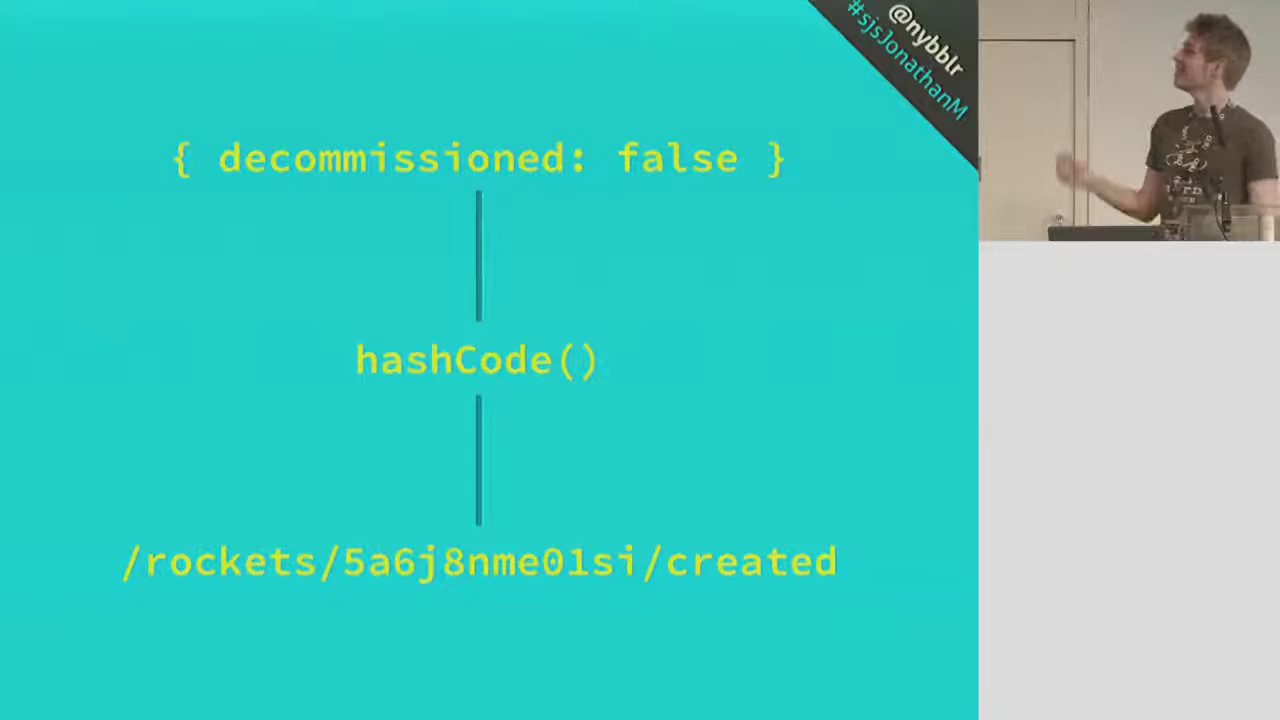 @nybblr
#sjsJonathanM
{ decommissioned: false }
hashCode()
/rockets/5a6j8nme01si/created